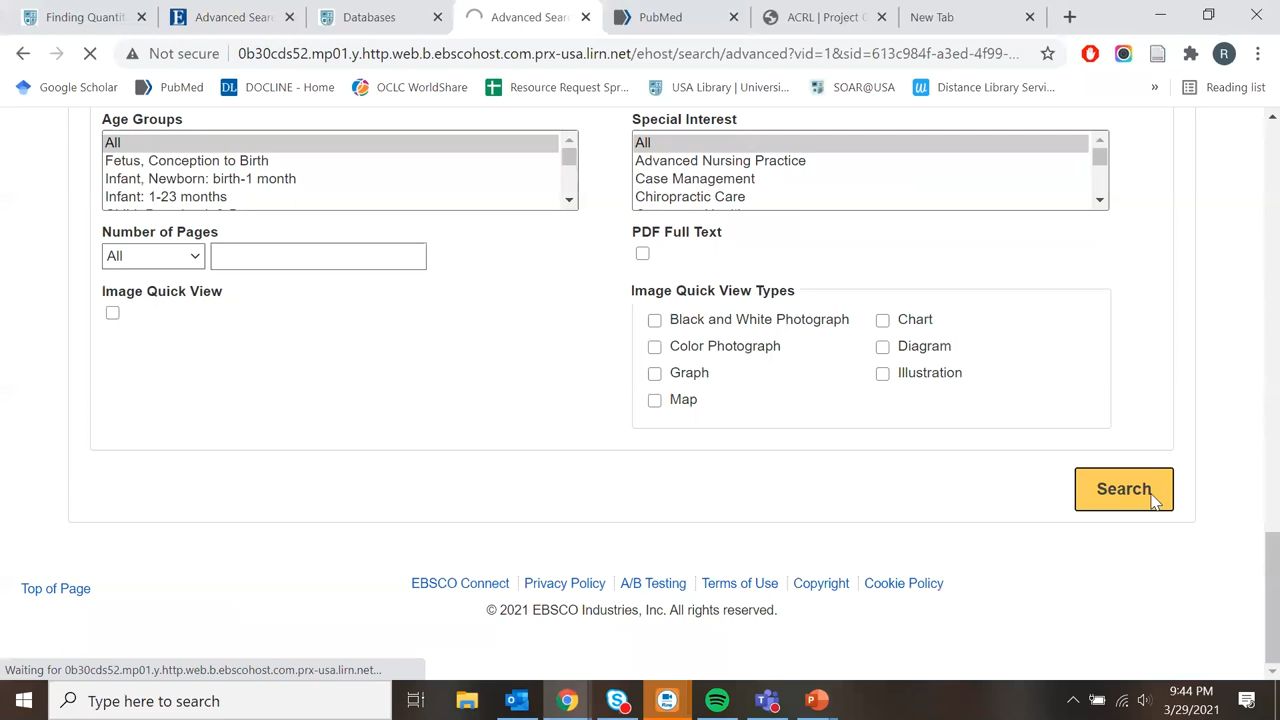 Finding Quantit
Advanced Sear
Databases
Advanced Sear
PubMed
ACRL | Project
New Tab
Not secure
0b30cds52.mp01.y.http.web.b.ebscohost.com.prx-usa.lirn.net/ehost/search/advanced?vid=1&sid=613c984f-a3ed-4f99-...
R
Google Scholar
PubMed
DOCLINE - Home
OCLC WorldShare
Resource Request Spr...
USA Library | Universi...
SOAR@USA
Distance Library Servi...
»
Reading list
Age Groups
All
Fetus, Conception to Birth
Infant, Newborn: birth-1 month
Infant: 1-23 months
Special Interest
All
Advanced Nursing Practice
Case Management
Chiropractic Care
Number of Pages
All
PDF Full Text
Image Quick View
Image Quick View Types
Black and White Photograph
Chart
Color Photograph
Diagram
Graph
Illustration
Map
Search
Top of Page
EBSCO Connect
Privacy Policy
A/B Testing
Terms of Use
Copyright
Cookie Policy
© 2021 EBSCO Industries, Inc. All rights reserved.
Waiting for 0b30cds52.mp01.y.http.web.b.ebscohost.com.prx-usa.lirn.net...
Type here to search
9:44 PM
3/29/2021